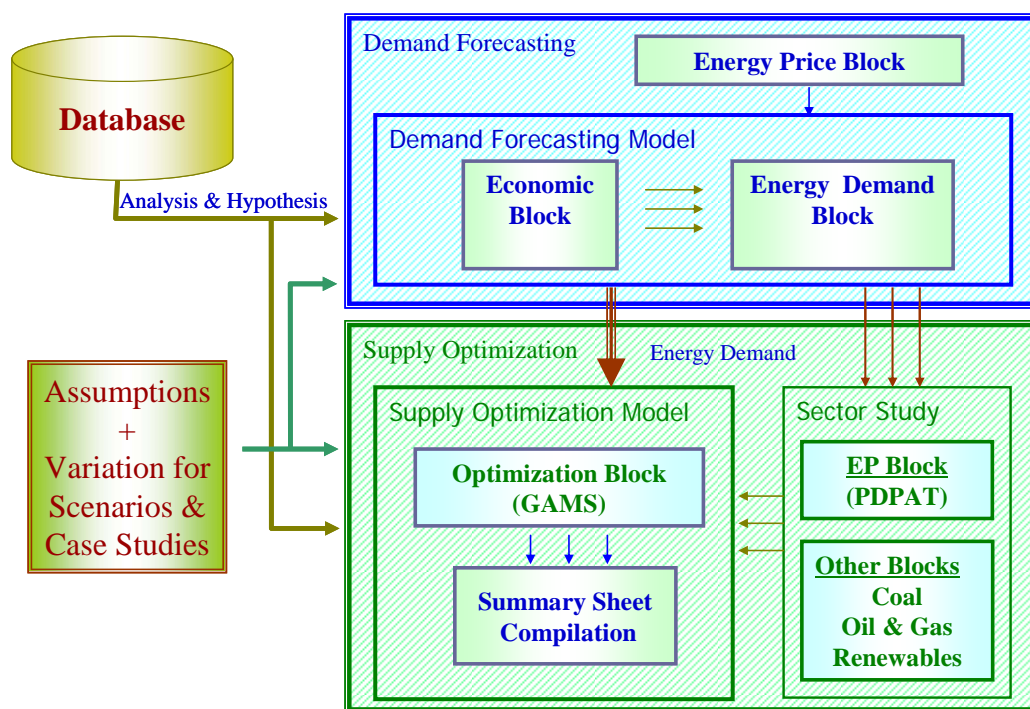 Database
Analysis & Hypothesis
Assumptions
+
Variation for
Scenarios &
Case Studies
Demand Forecasting
Energy Price Block
Demand Forecasting Model
Economic
Block
Energy Demand
Block
Supply Optimization
Energy Demand
Supply Optimization Model
Optimization Block
(GAMS)
Summary Sheet
Compilation
Sector Study
EP Block
(PDPAT)
Other Blocks
Coal
Oil & Gas
Renewables